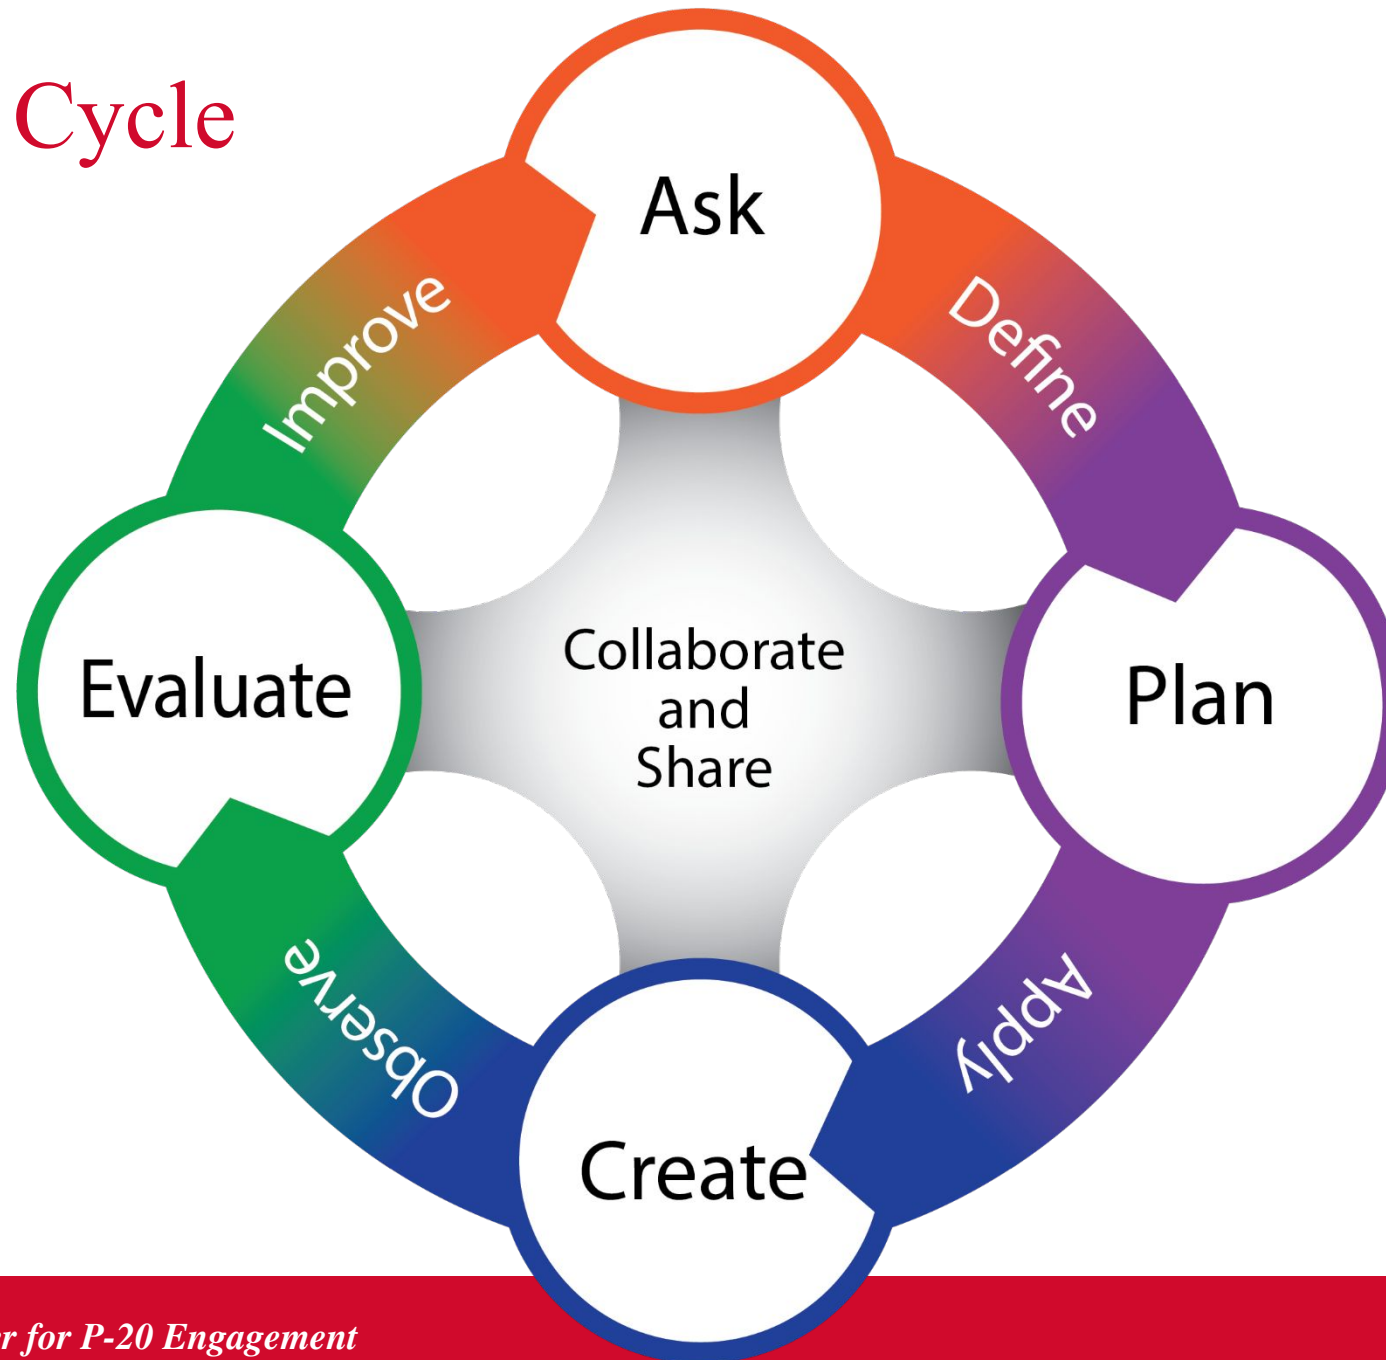 Cycle
Ask
Improve
Define
Evaluate
Collaborate
and
Share
Plan
Observe
Apply
Create
for P-20 Engagement